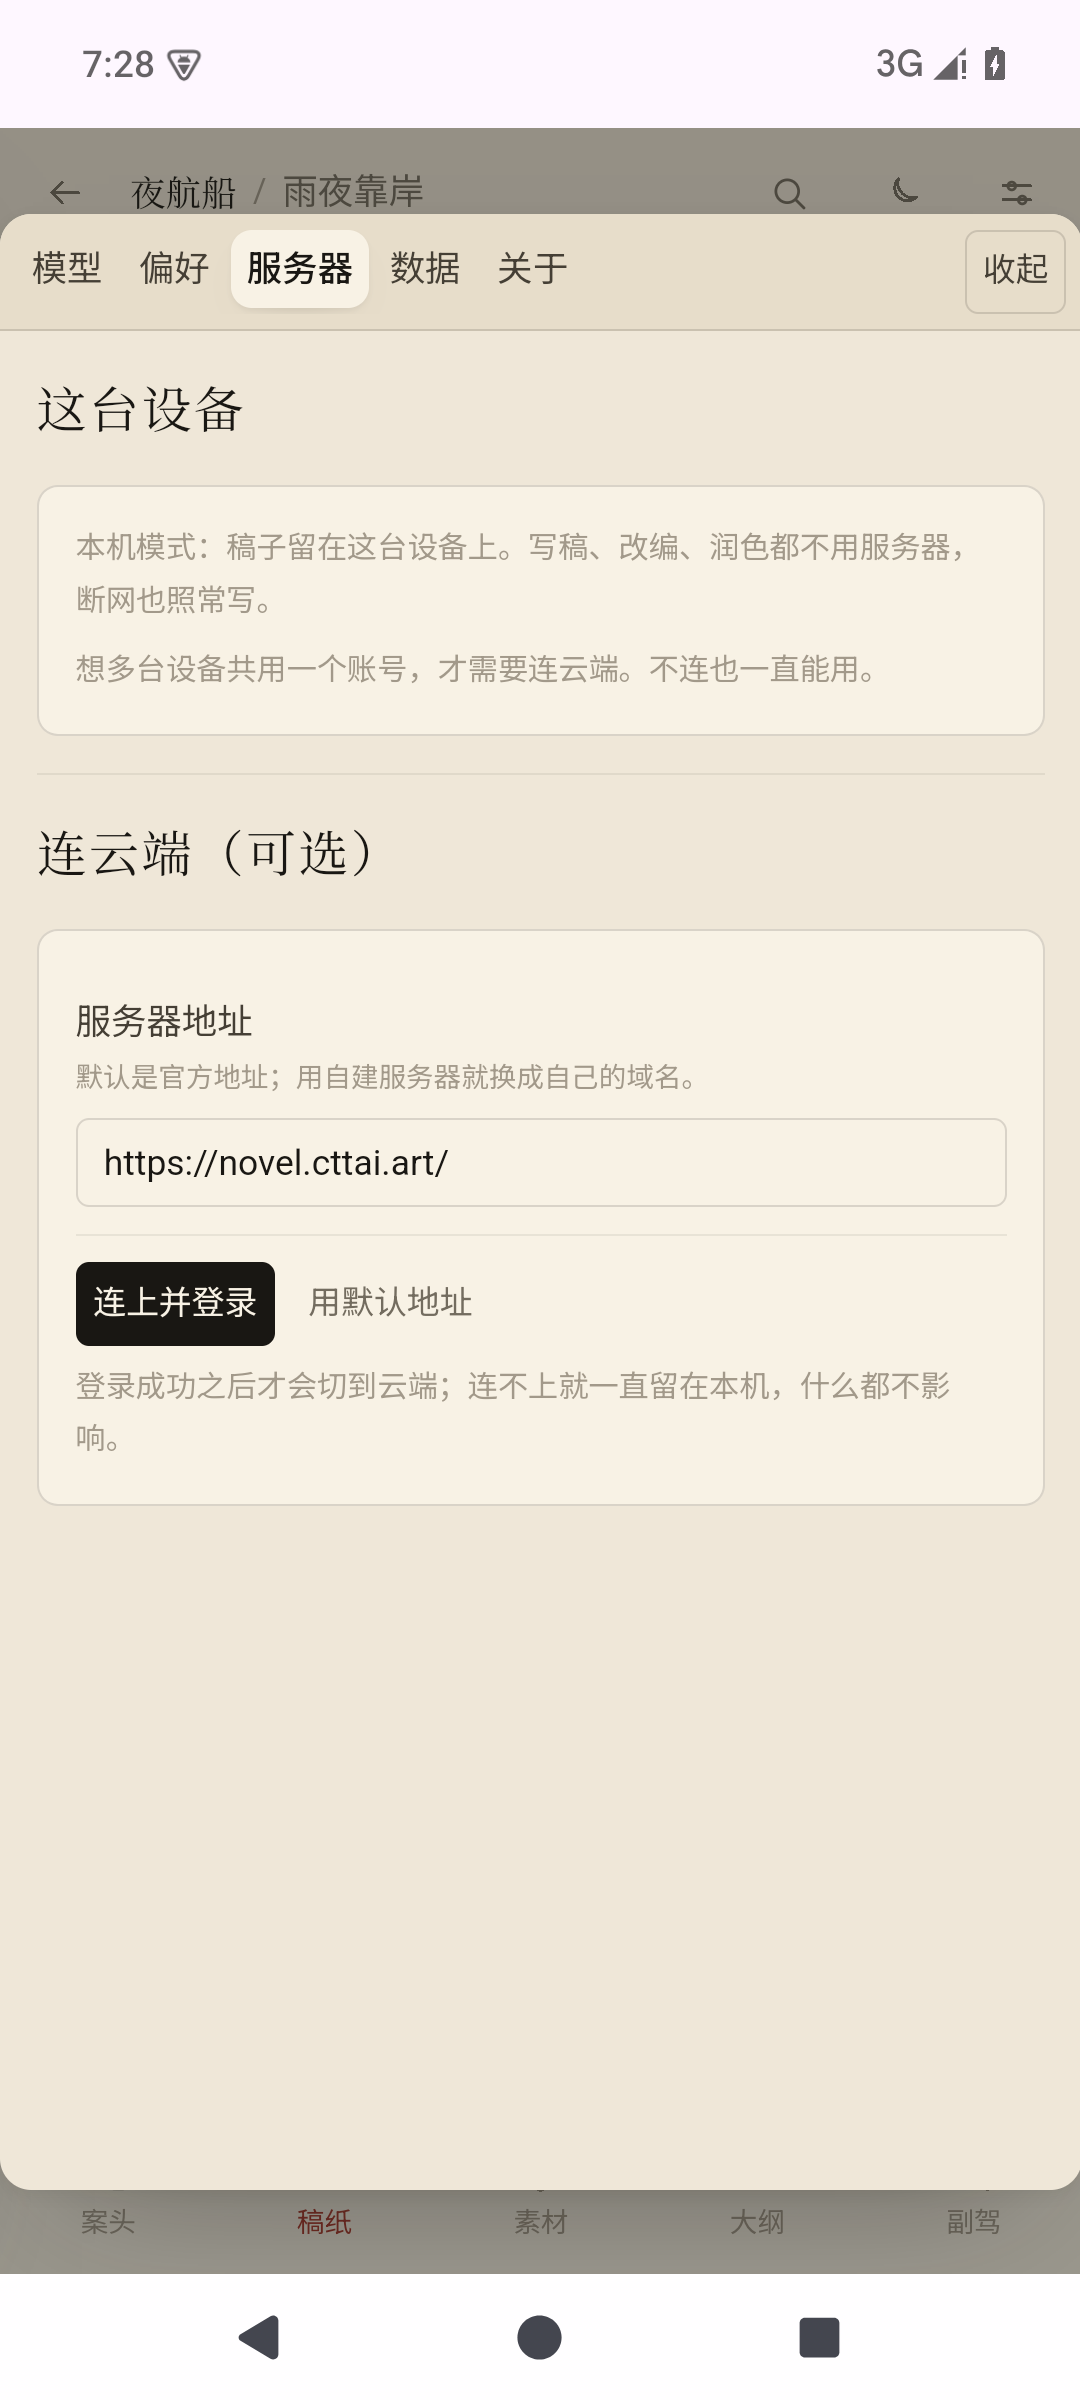 7:28
3G
夜航船 / 雨夜靠岸
模型 偏好 服务器 数据 关于 收起
这台设备
本机模式：稿子留在这台设备上。写稿、改编、润色都不用服务器，
断网也照常写。
想多台设备共用一个账号，才需要连云端。不连也一直能用。
连云端（可选）
服务器地址
默认是官方地址；用自建服务器就换成自己的域名。
https://novel.cttai.art/
连上并登录 用默认地址
登录成功之后才会切到云端；连不上就一直留在本机，什么都不影
响。
案头 稿纸 素材 大纲 副驾